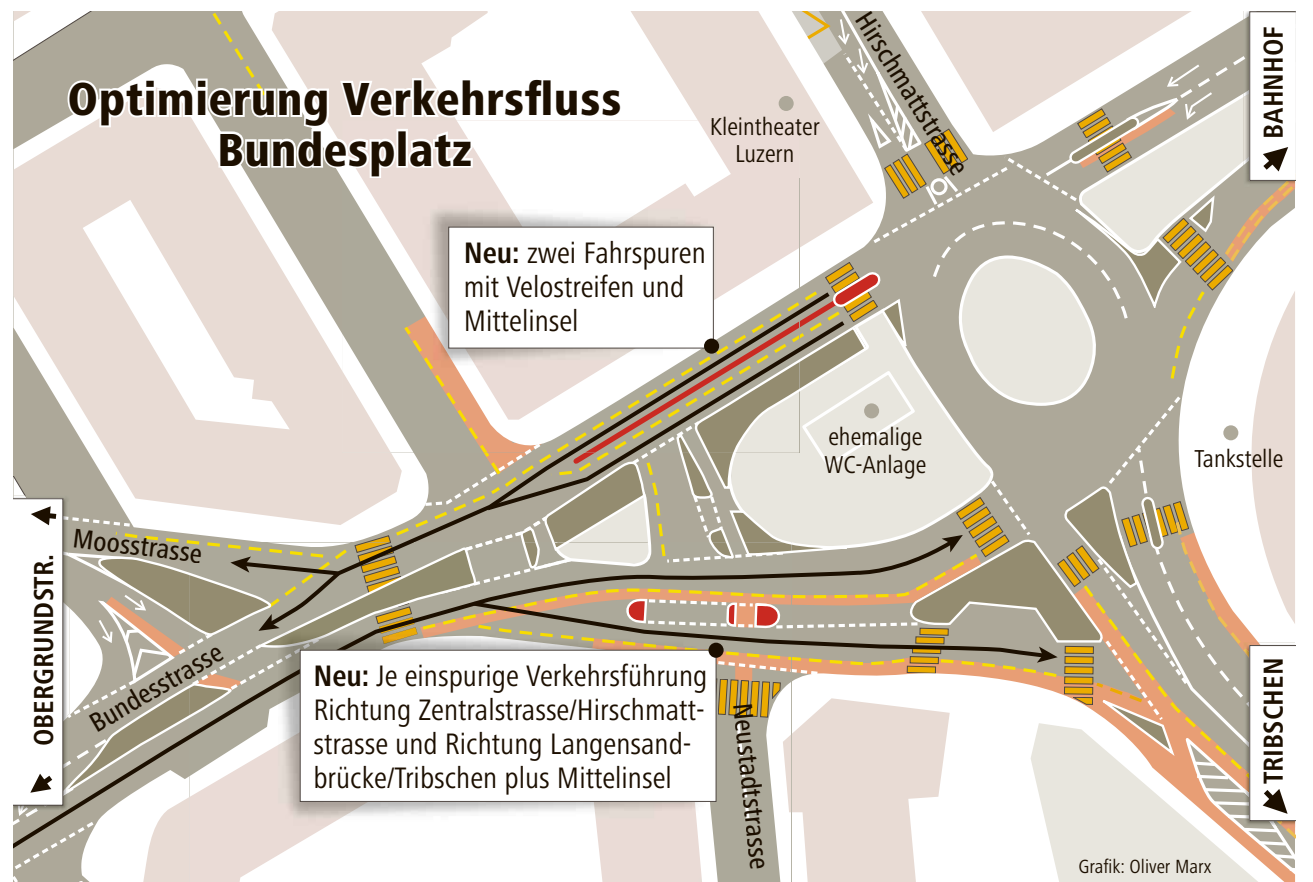 Optimierung Verkehrsfluss
Bundesplatz
Kleintheater
Luzern
Hirschmattstrasse
BAHNHOF
Neu: zwei Fahrspuren
mit Velostreifen und
Mittelinsel
ehemalige
WC-Anlage
Tankstelle
Moosstrasse
OBERGRUNDSTR.
Bundesstrasse
Neu: Je einspurige Verkehrsführung
Richtung Zentralstrasse/Hirschmatt-
strasse und Richtung Langensand-
brücke/Tribschen plus Mittelinsel
Neustadtstrasse
TRIBSCHEN
Grafik: Oliver Marx